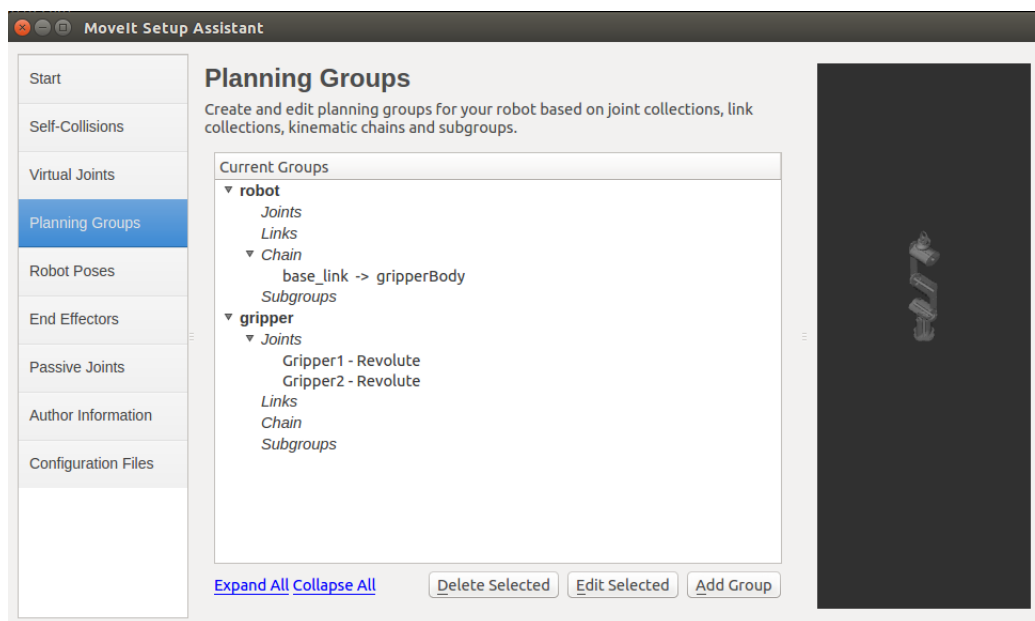 MoveIt Setup Assistant
Start
Self-Collisions
Virtual Joints
Planning Groups
Robot Poses
End Effectors
Passive Joints
Author Information
Configuration Files
Planning Groups
Create and edit planning groups for your robot based on joint collections, link
collections, kinematic chains and subgroups.
Current Groups
robot
Joints
Links
Chain
base_link -> gripperBody
Subgroups
gripper
Joints
Gripper1 - Revolute
Gripper2 - Revolute
Links
Chain
Subgroups
Expand All Collapse All
Delete Selected
Edit Selected
Add Group